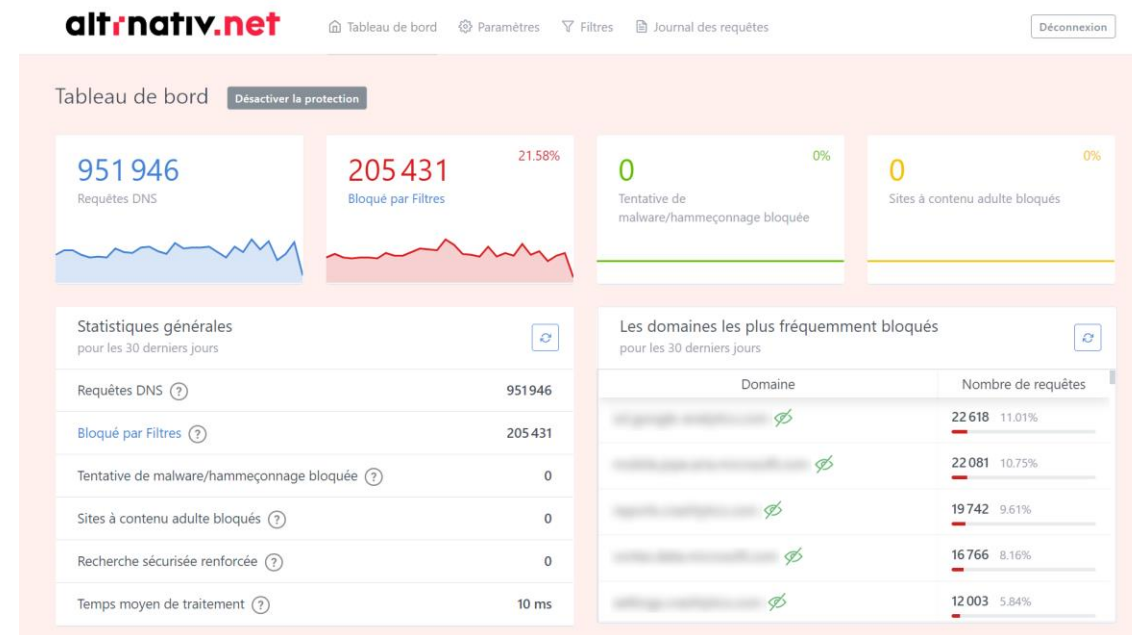 altrnativ.net
Tableau de bord
Paramètres
Filtres
Journal des requêtes
Déconnexion
Tableau de bord
Désactiver la protection
951 946
Requêtes DNS
205 431
21.58%
Bloqué par Filtres
0
0%
Tentative de
malware/hammeçonnage bloquée
0
0%
Sites à contenu adulte bloqués
Statistiques générales
pour les 30 derniers jours
Requêtes DNS ?
951 946
Bloqué par Filtres ?
205 431
Tentative de malware/hammeçonnage bloquée ?
0
Sites à contenu adulte bloqués ?
0
Recherche sécurisée renforcée ?
0
Temps moyen de traitement ?
10 ms
Les domaines les plus fréquemment bloqués
pour les 30 derniers jours
Domaine
Nombre de requêtes
22 618 11.01%
22 081 10.75%
19 742 9.61%
16 766 8.16%
12 003 5.84%